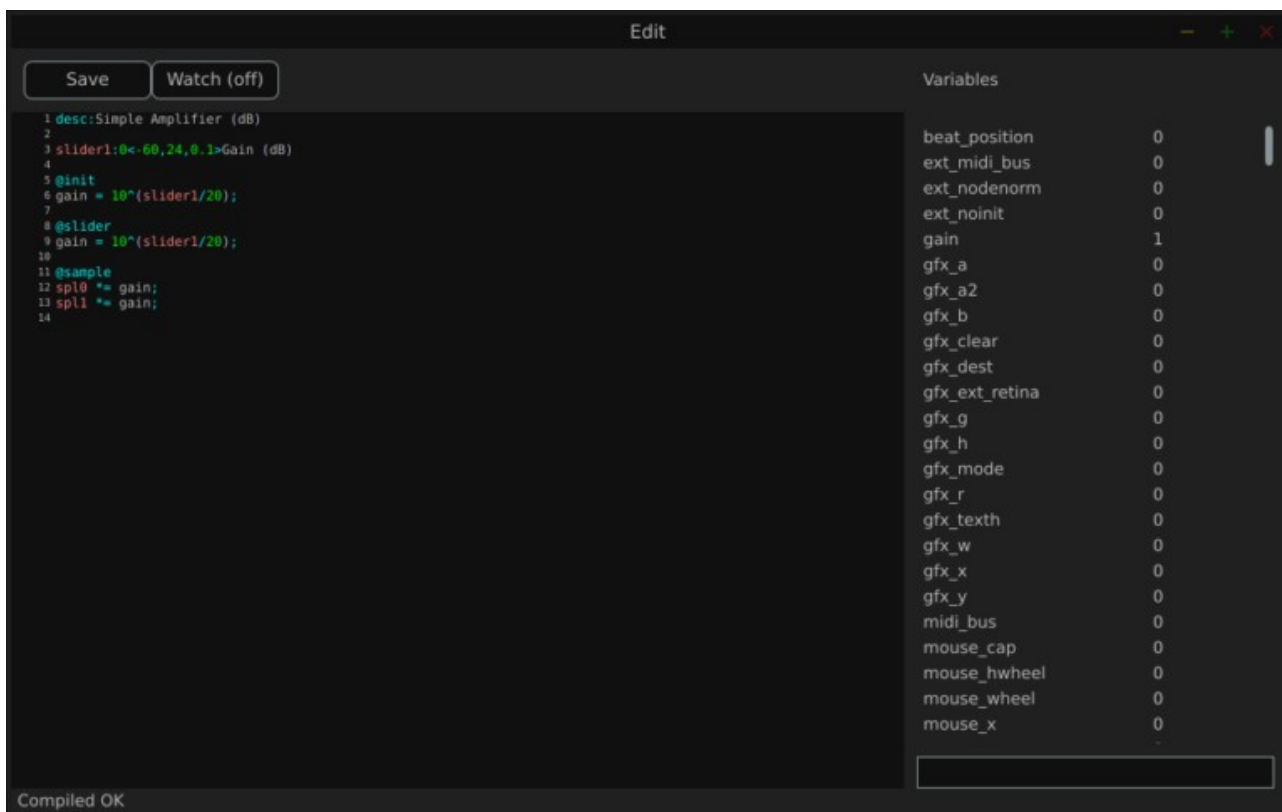 Edit
Save
Watch (off)
Variables
1 desc:Simple Amplifier (dB)
2
3 slider1:0<-60,24,0.1>Gain (dB)
4
5 @init
6 gain = 10^(slider1/20);
7
8 @slider
9 gain = 10^(slider1/20);
10
11 @sample
12 spl0 *= gain;
13 spl1 *= gain;
14
beat_position 0
ext_midi_bus 0
ext_nodenorm 0
ext_noinit 0
gain 1
gfx_a 0
gfx_a2 0
gfx_b 0
gfx_clear 0
gfx_dest 0
gfx_ext_retina 0
gfx_g 0
gfx_h 0
gfx_mode 0
gfx_r 0
gfx_texth 0
gfx_w 0
gfx_x 0
gfx_y 0
midi_bus 0
mouse_cap 0
mouse_hwheel 0
mouse_wheel 0
mouse_x 0
Compiled OK